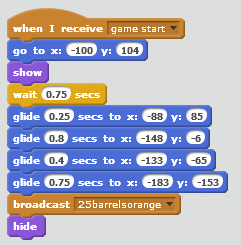 when I receive game start
go to x: -100 y: 104
show
wait 0.75 secs
glide 0.25 secs to x: -88 y: 85
glide 0.8 secs to x: -148 y: -6
glide 0.4 secs to x: -133 y: -65
glide 0.75 secs to x: -183 y: -153
broadcast 25barrelsorange
hide